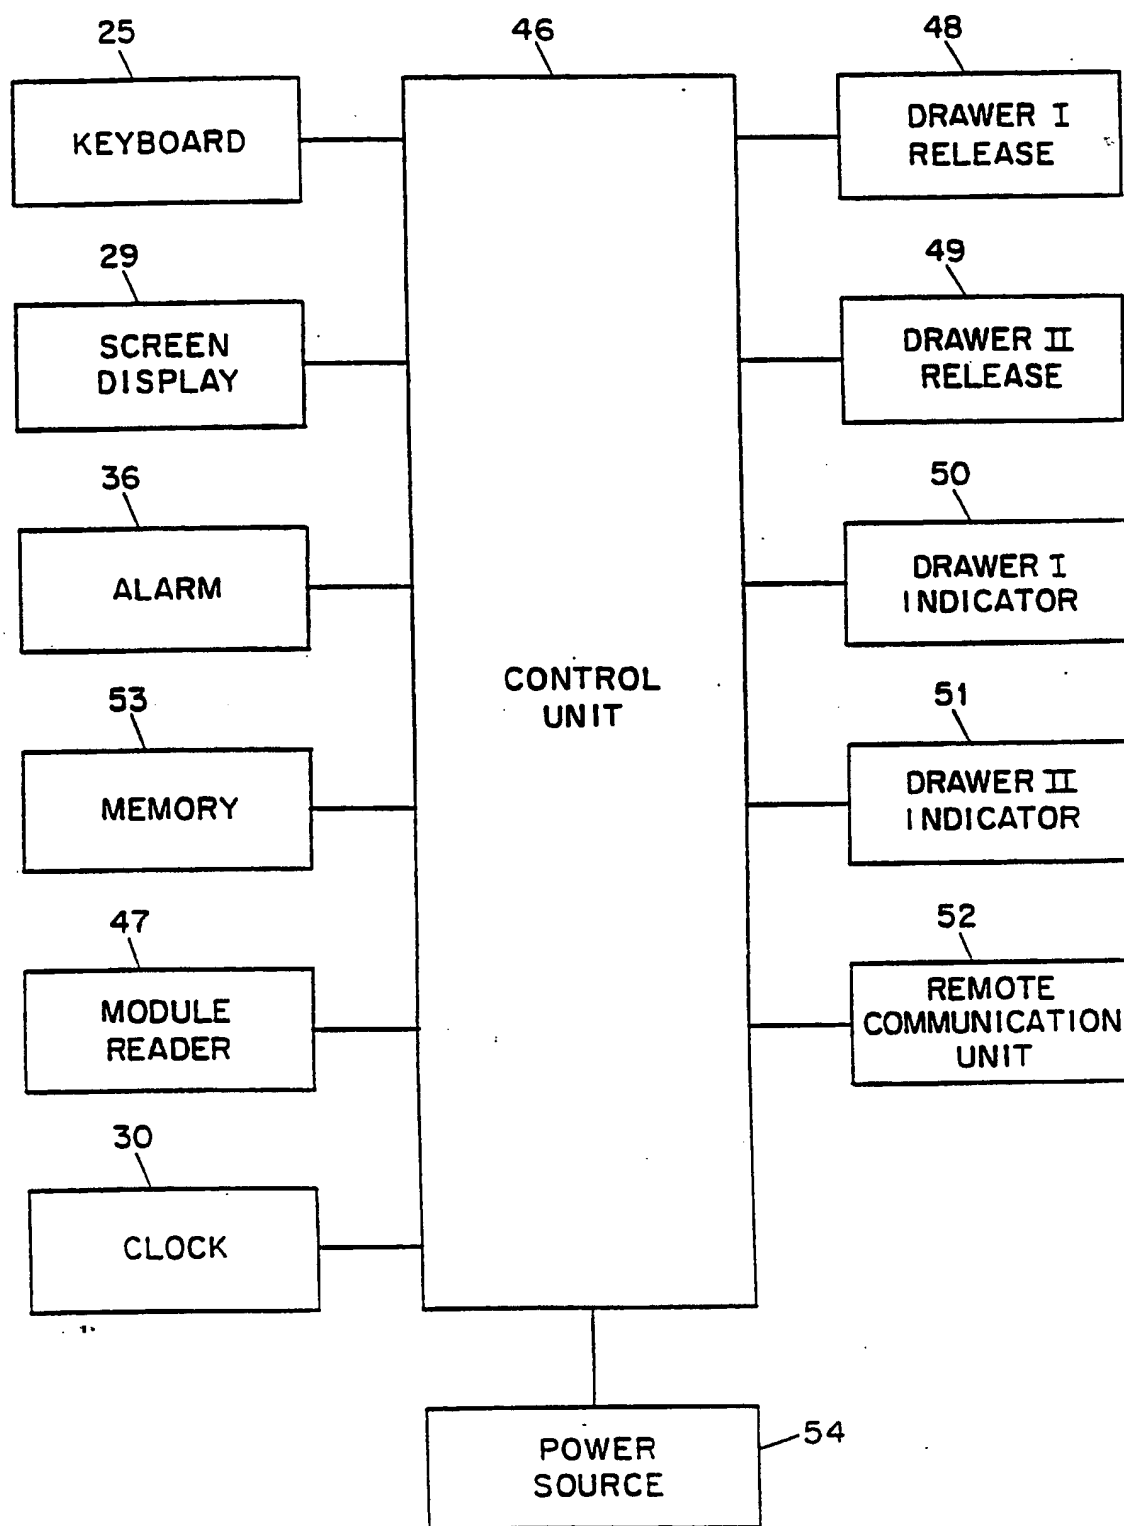 25
KEYBOARD
29
SCREEN
DISPLAY
36
ALARM
53
MEMORY
47
MODULE
READER
30
CLOCK
46
CONTROL
UNIT
48
DRAWER I
RELEASE
49
DRAWER II
RELEASE
50
DRAWER I
INDICATOR
51
DRAWER II
INDICATOR
52
REMOTE
COMMUNICATION
UNIT
POWER
SOURCE
54